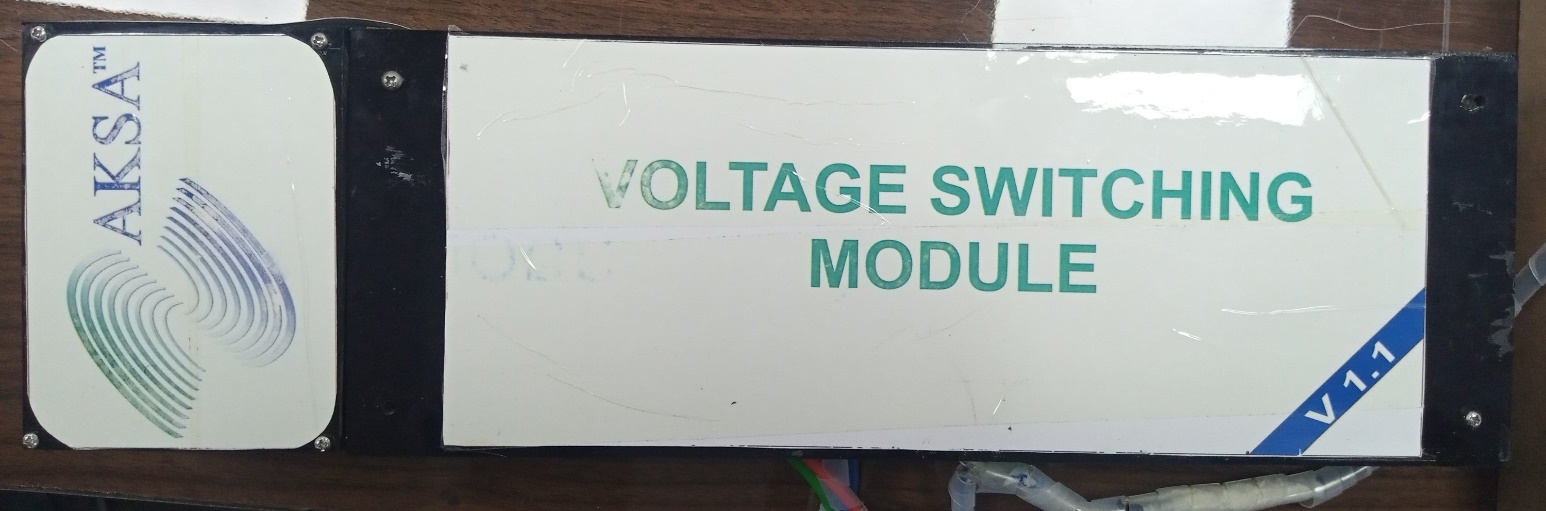 AKSA™
VOLTAGE SWITCHING
MODULE
V 1.1